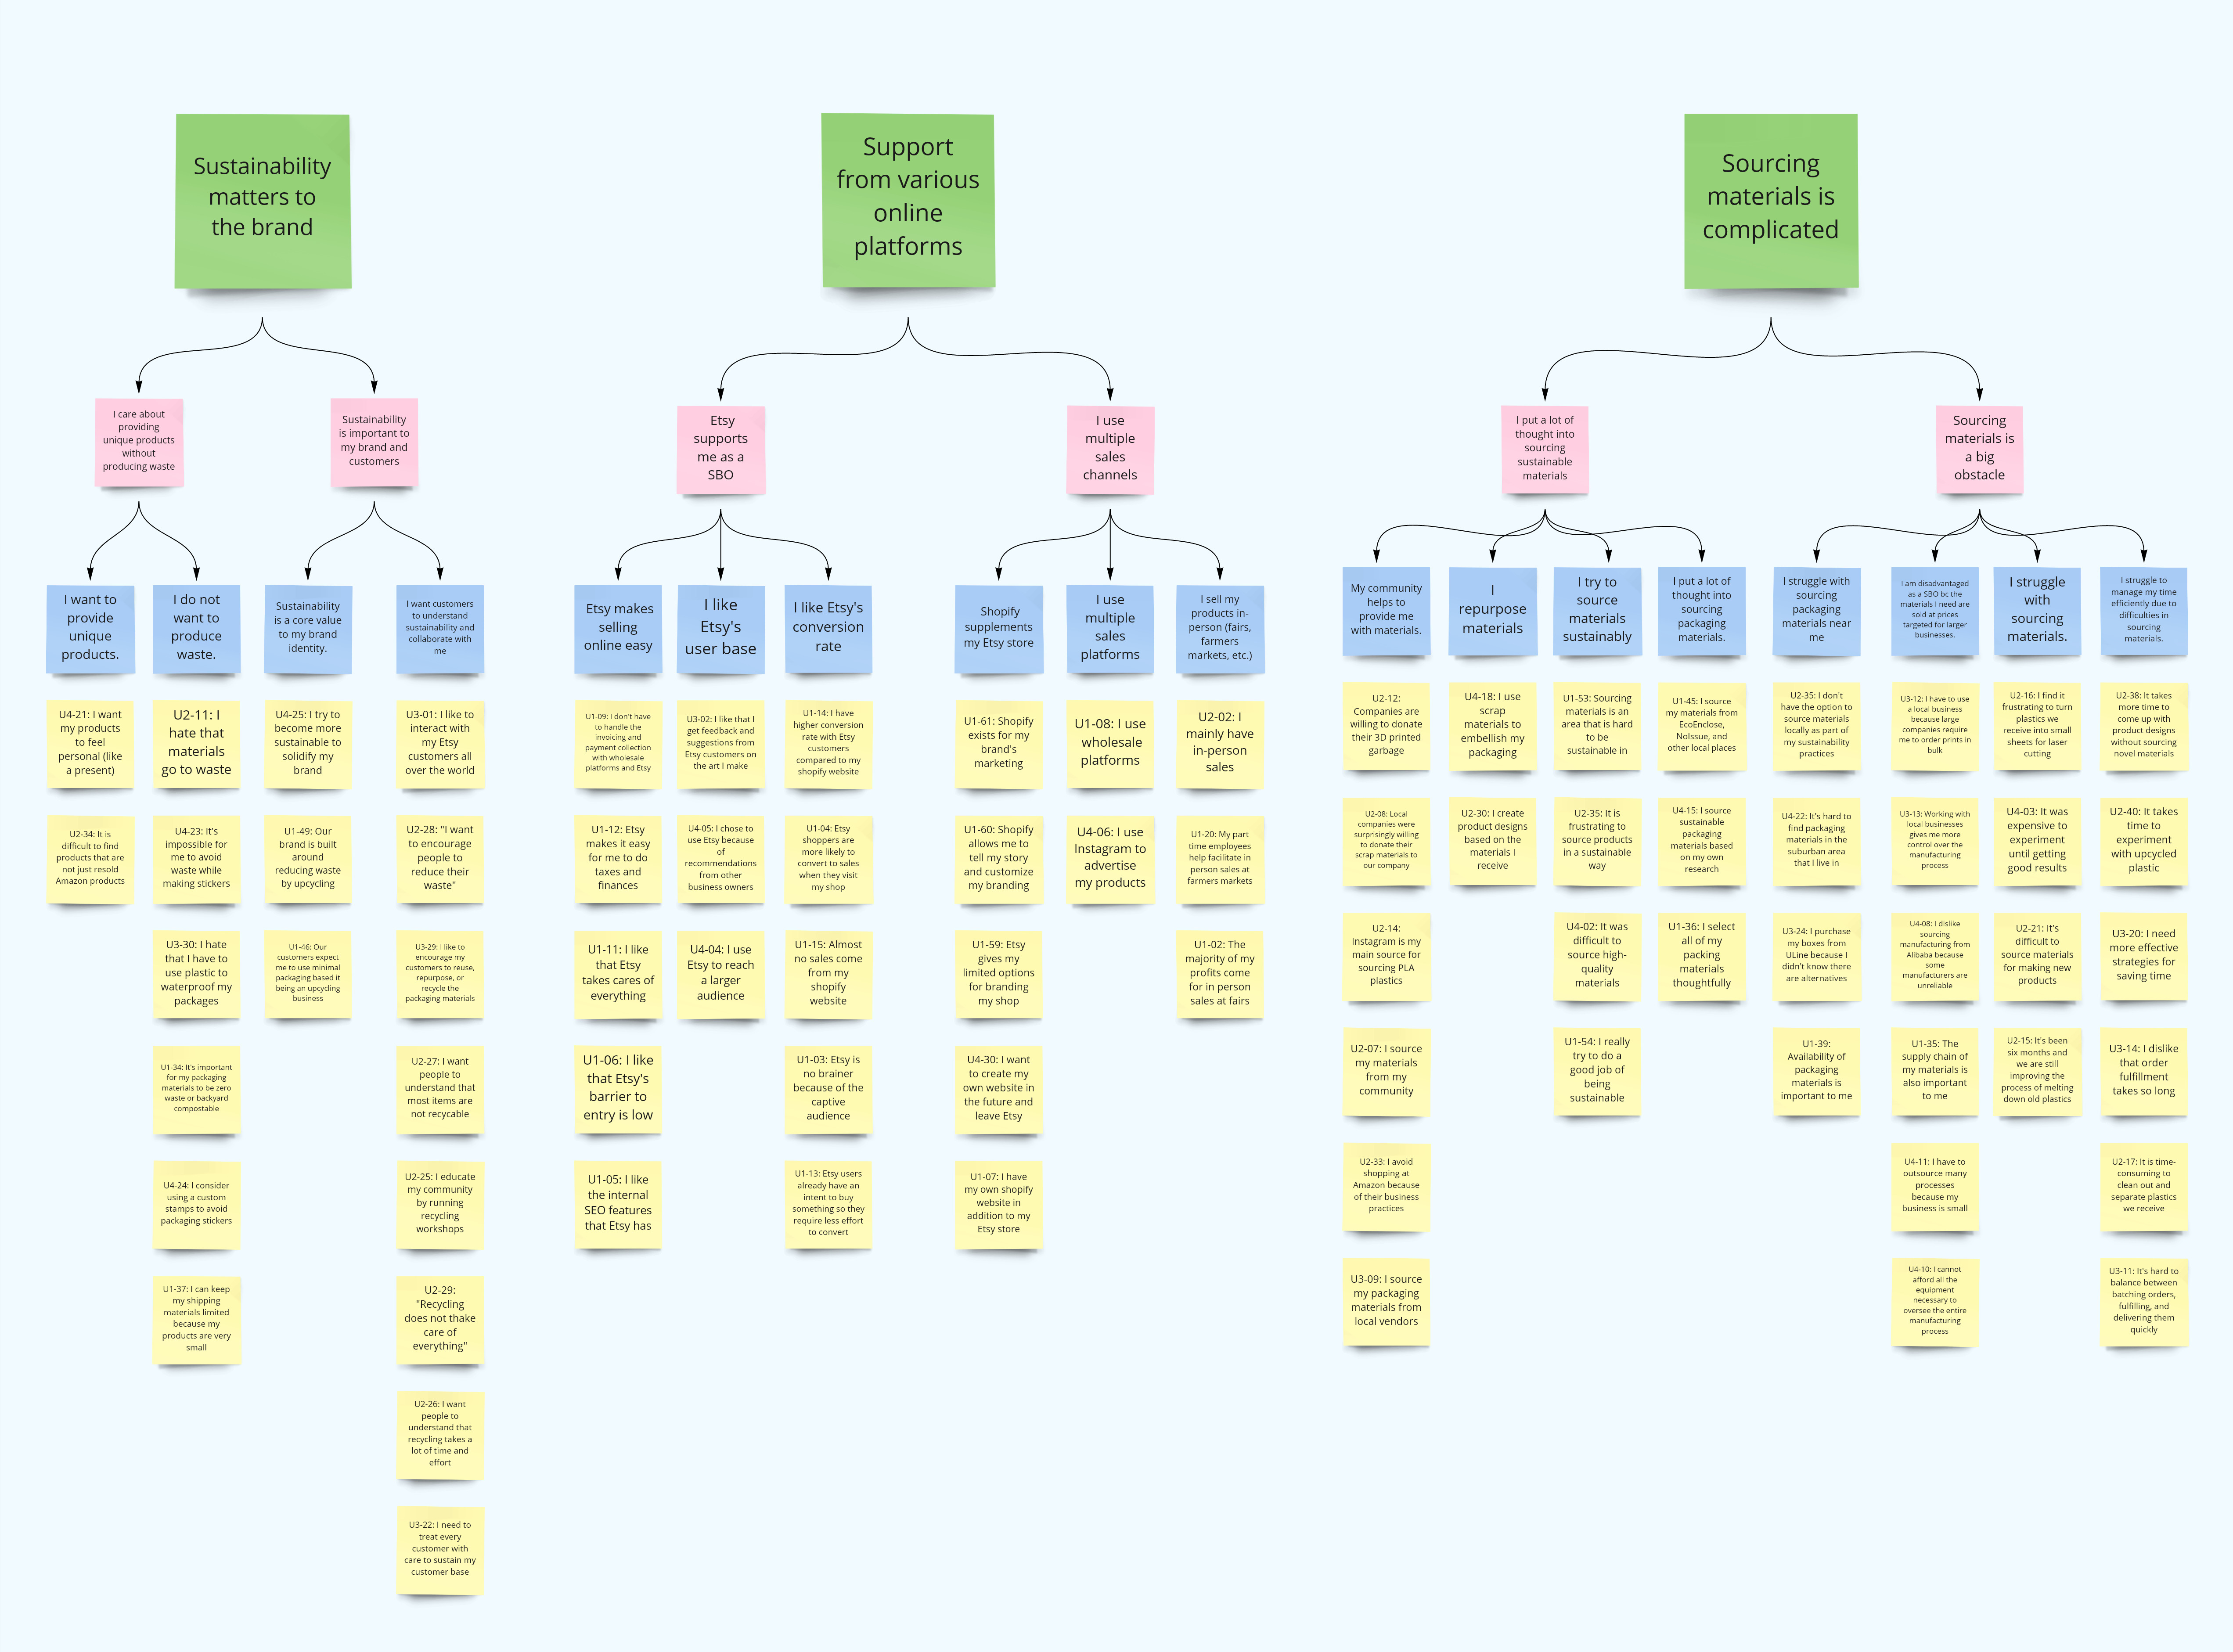 Sustainability
matters to
the brand
Support
from various
online
platforms
Sourcing
materials is
complicated
I care about
providing
unique products
without
producing waste
Sustainability
is important to
my brand and
customers
Etsy
supports
me as a
SBO
I use
multiple
sales
channels
I put a lot of
thought into
sourcing
sustainable
materials
Sourcing
materials is
a big
obstacle
I want to
provide
unique
products.
I do not
want to
produce
waste.
Sustainability
is a core value
to my brand
identity.
I want customers
to understand
sustainability and
collaborate with
me
Etsy makes
selling
online easy
I like
Etsy's
user base
I like Etsy's
conversion
rate
Shopify
supplements
my Etsy store
I use
multiple
sales
platforms
I sell my
products in-
person (fairs,
farmers
markets, etc.)
My community
helps to
provide me
with materials.
I
repurpose
materials
I try to
source
materials
sustainably
I put a lot of
thought into
sourcing
packaging
materials.
I struggle with
sourcing
packaging
materials near
me
I am disadvantaged
as a SBO bc the
materials I need are
sold at prices
targeted for larger
businesses.
I struggle
with
sourcing
materials.
I struggle to
manage my time
efficiently due to
difficulties in
sourcing
materials.
U4-21: I want
my products
to feel
personal (like
a present)
U2-34: It is
difficult to find
products that are
not just resold
Amazon products
U2-11: I
hate that
materials
go to waste
U4-23: It's
impossible for
me to avoid
waste while
making stickers
U3-30: I hate
that I have to
use plastic to
waterproof my
packages
U1-34: It's important
for my packaging
materials to be zero
waste or backyard
compostable
U4-24: I consider
using a custom
stamps to avoid
packaging stickers
U1-37: I can keep
my shipping
materials limited
because my
products are very
small
U4-25: I try to
become more
sustainable to
solidify my
brand
U1-49: Our
brand is built
around
reducing waste
by upcycling
U1-46: Our
customers expect
me to use minimal
packaging based it
being an upcycling
business
U3-01: I like to
interact with
my Etsy
customers all
over the world
U2-28: "I want
to encourage
people to
reduce their
waste"
U3-29: I like to
encourage my
customers to reuse,
repurpose, or
recycle the
packaging materials
U2-27: I want
people to
understand that
most items are
not recycable
U2-25: I educate
my community
by running
recycling
workshops
U2-29:
"Recycling
does not thake
care of
everything"
U2-26: I want
people to
understand that
recycling takes a
lot of time and
effort
U3-22: I need to
treat every
customer with
care to sustain my
customer base
U1-09: I don't have
to handle the
invoicing and
payment collection
with wholesale
platforms and Etsy
U1-12: Etsy
makes it easy
for me to do
taxes and
finances
U1-11: I like
that Etsy
takes cares of
everything
U1-06: I like
that Etsy's
barrier to
entry is low
U1-05: I like
the internal
SEO features
that Etsy has
U3-02: I like that I
get feedback and
suggestions from
Etsy customers on
the art I make
U4-05: I chose to
use Etsy because
of
recommendations
from other
business owners
U4-04: I use
Etsy to reach
a larger
audience
U1-14: I have
higher conversion
rate with Etsy
customers
compared to my
shopify website
U1-04: Etsy
shoppers are
more likely to
convert to sales
when they visit
my shop
U1-15: Almost
no sales come
from my
shopify
website
U1-03: Etsy is
no brainer
because of the
captive
audience
U1-13: Etsy users
already have an
intent to buy
something so they
require less effort
to convert
U1-61: Shopify
exists for my
brand's
marketing
U1-60: Shopify
allows me to
tell my story
and customize
my branding
U1-59: Etsy
gives my
limited options
for branding
my shop
U4-30: I want
to create my
own website in
the future and
leave Etsy
U1-07: I have
my own shopify
website in
addition to my
Etsy store
U1-08: I use
wholesale
platforms
U4-06: I use
Instagram to
advertise
my products
U2-02: I
mainly have
in-person
sales
U1-20: My part
time employees
help facilitate in
person sales at
farmers markets
U1-02: The
majority of my
profits come
for in person
sales at fairs
U2-12:
Companies are
willing to donate
their 3D printed
garbage
U2-08: Local
companies were
surprisingly willing
to donate their
scrap materials to
our company
U2-14:
Instagram is my
main source for
sourcing PLA
plastics
U2-07: I source
my materials
from my
community
U2-33: I avoid
shopping at
Amazon because
of their business
practices
U3-09: I source
my packaging
materials from
local vendors
U4-18: I use
scrap
materials to
embellish my
packaging
U2-30: I create
product designs
based on the
materials I
receive
U1-53: Sourcing
materials is an
area that is hard
to be
sustainable in
U2-35: It is
frustrating to
source products
in a sustainable
way
U4-02: It was
difficult to
source high-
quality
materials
U1-54: I really
try to do a
good job of
being
sustainable
U1-45: I source
my materials from
EcoEnclose,
NoIssue, and
other local places
U4-15: I source
sustainable
packaging
materials based
on my own
research
U1-36: I select
all of my
packing
materials
thoughtfully
U2-35: I don't
have the option to
source materials
locally as part of
my sustainability
practices
U4-22: It's hard to
find packaging
materials in the
suburban area
that I live in
U3-24: I purchase
my boxes from
ULine because I
didn't know there
are alternatives
U1-39:
Availability of
packaging
materials is
important to me
U3-12: I have to use
a local business
because large
companies require
me to order prints in
bulk
U3-13: Working with
local businesses
gives me more
control over the
manufacturing
process
U4-08: I dislike
sourcing
manufacturing from
Alibaba because
some
manufacturers are
unreliable
U1-35: The
supply chain of
my materials is
also important
to me
U4-11: I have to
outsource many
processes
because my
business is small
U4-10: I cannot
afford all the
equipment
necessary to
oversee the entire
manufacturing
process
U2-16: I find it
frustrating to turn
plastics we
receive into small
sheets for laser
cutting
U4-03: It was
expensive to
experiment
until getting
good results
U2-21: It's
difficult to
source materials
for making new
products
U2-15: It's been
six months and
we are still
improving the
process of melting
down old plastics
U2-38: It takes
more time to
come up with
product designs
without sourcing
novel materials
U2-40: It takes
time to
experiment
with upcycled
plastic
U3-20: I need
more effective
strategies for
saving time
U3-14: I dislike
that order
fulfillment
takes so long
U2-17: It is time-
consuming to
clean out and
separate plastics
we receive
U3-11: It's hard to
balance between
batching orders,
fulfilling, and
delivering them
quickly